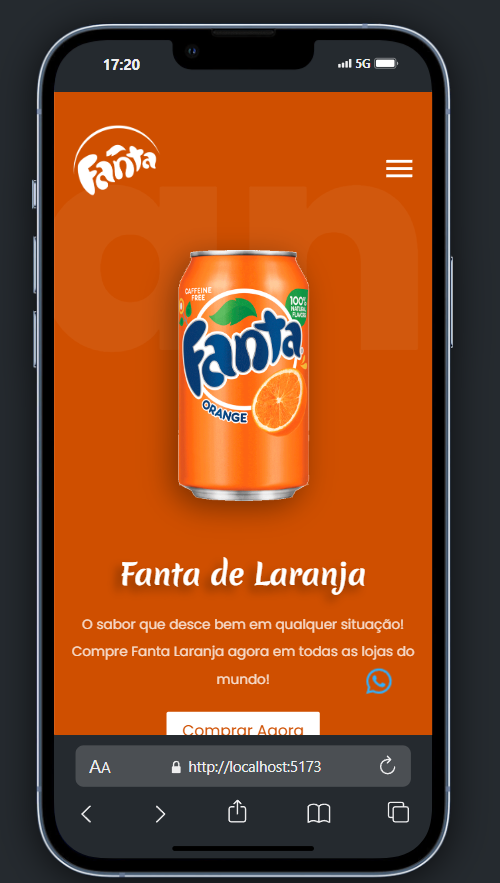 17:20
5G
Fanta
an
CAFFEINE
FREE
100%
NATURAL
FLAVORS
Fanta
ORANGE
Fanta de Laranja
O sabor que desce bem em qualquer situação!
Compre Fanta Laranja agora em todas as lojas do
mundo!
Comprar Agora
AA
http://localhost:5173